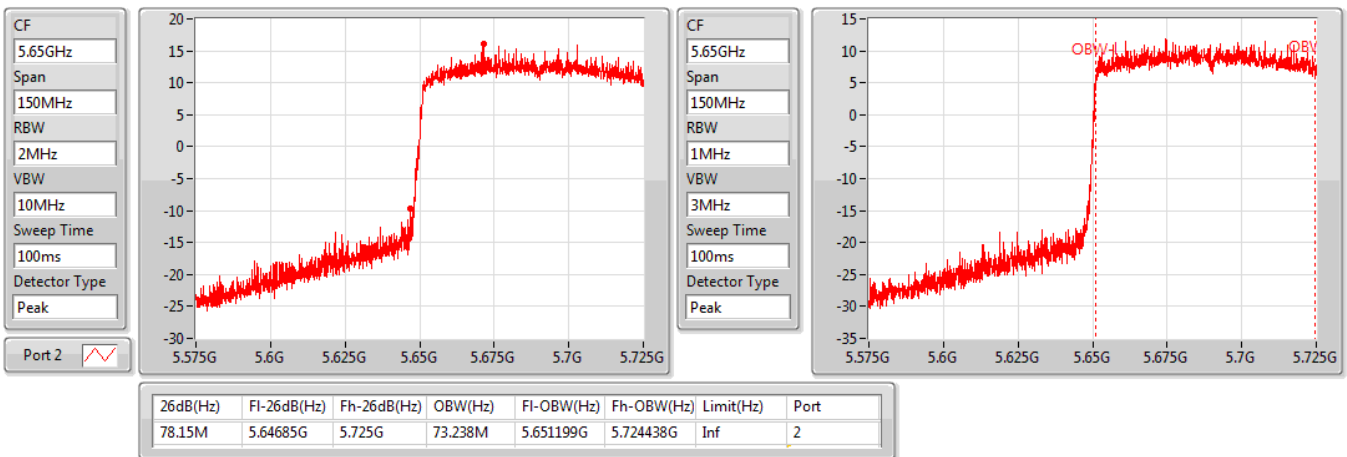 CF
5.65GHz
Span
150MHz
RBW
2MHz
VBW
10MHz
Sweep Time
100ms
Detector Type
Peak
Port 2
20
15
10
5
0
-5
-10
-15
-20
-25
-30
5.575G 5.6G 5.625G 5.65G 5.675G 5.7G 5.725G
CF
5.65GHz
Span
150MHz
RBW
1MHz
VBW
3MHz
Sweep Time
100ms
Detector Type
Peak
15
10
5
0
-5
-10
-15
-20
-25
-30
-35
OBW-L
OBW
5.575G 5.6G 5.625G 5.65G 5.675G 5.7G 5.725G
26dB(Hz) Fl-26dB(Hz) Fh-26dB(Hz) OBW(Hz) Fl-OBW(Hz) Fh-OBW(Hz) Limit(Hz) Port
78.15M 5.64685G 5.725G 73.238M 5.651199G 5.724438G Inf 2